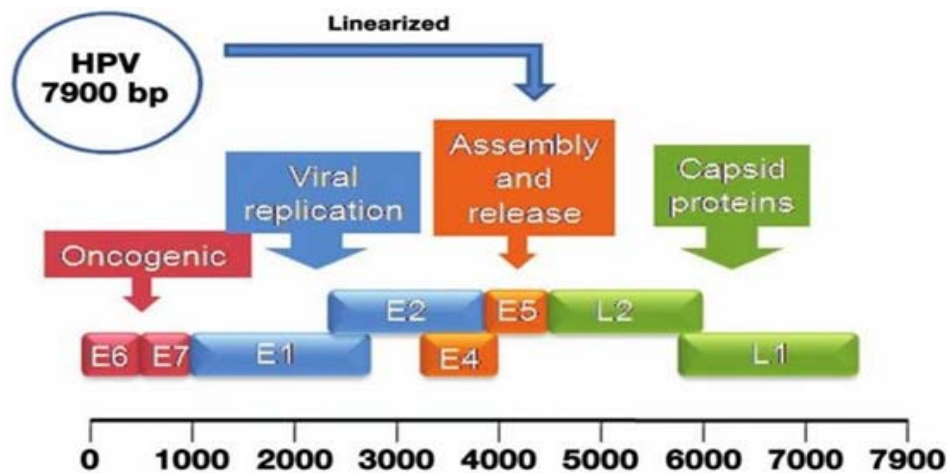 Linearized
HPV
7900 bp
Assembly
and
release
Viral
replication
Capsid
proteins
Oncogenic
E2
E5
L2
E6
E7
E1
E4
L1
0
1000
2000
3000
4000
5000
6000
7000
7900